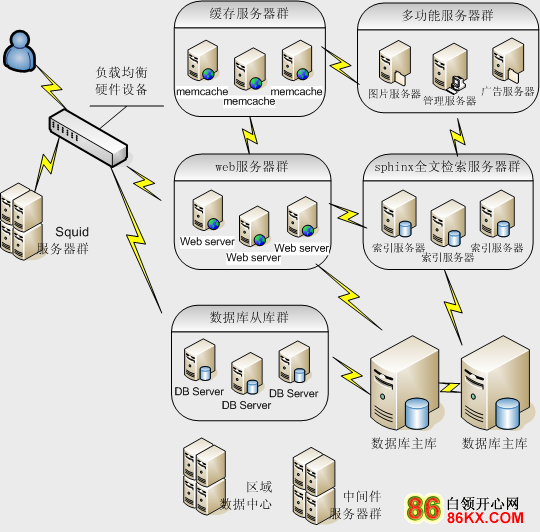 缓存服务器群
memcache
memcache
memcache
多功能服务器群
图片服务器
管理服务器
广告服务器
负载均衡
硬件设备
Squid
服务器群
web服务器群
Web server
Web server
Web server
sphinx全文检索服务器群
索引服务器
索引服务器
索引服务器
数据库从库群
DB Server
DB Server
DB Server
数据库主库
数据库主库
区域
数据中心
中间件
服务器群
86 白领开心网
86KX.COM